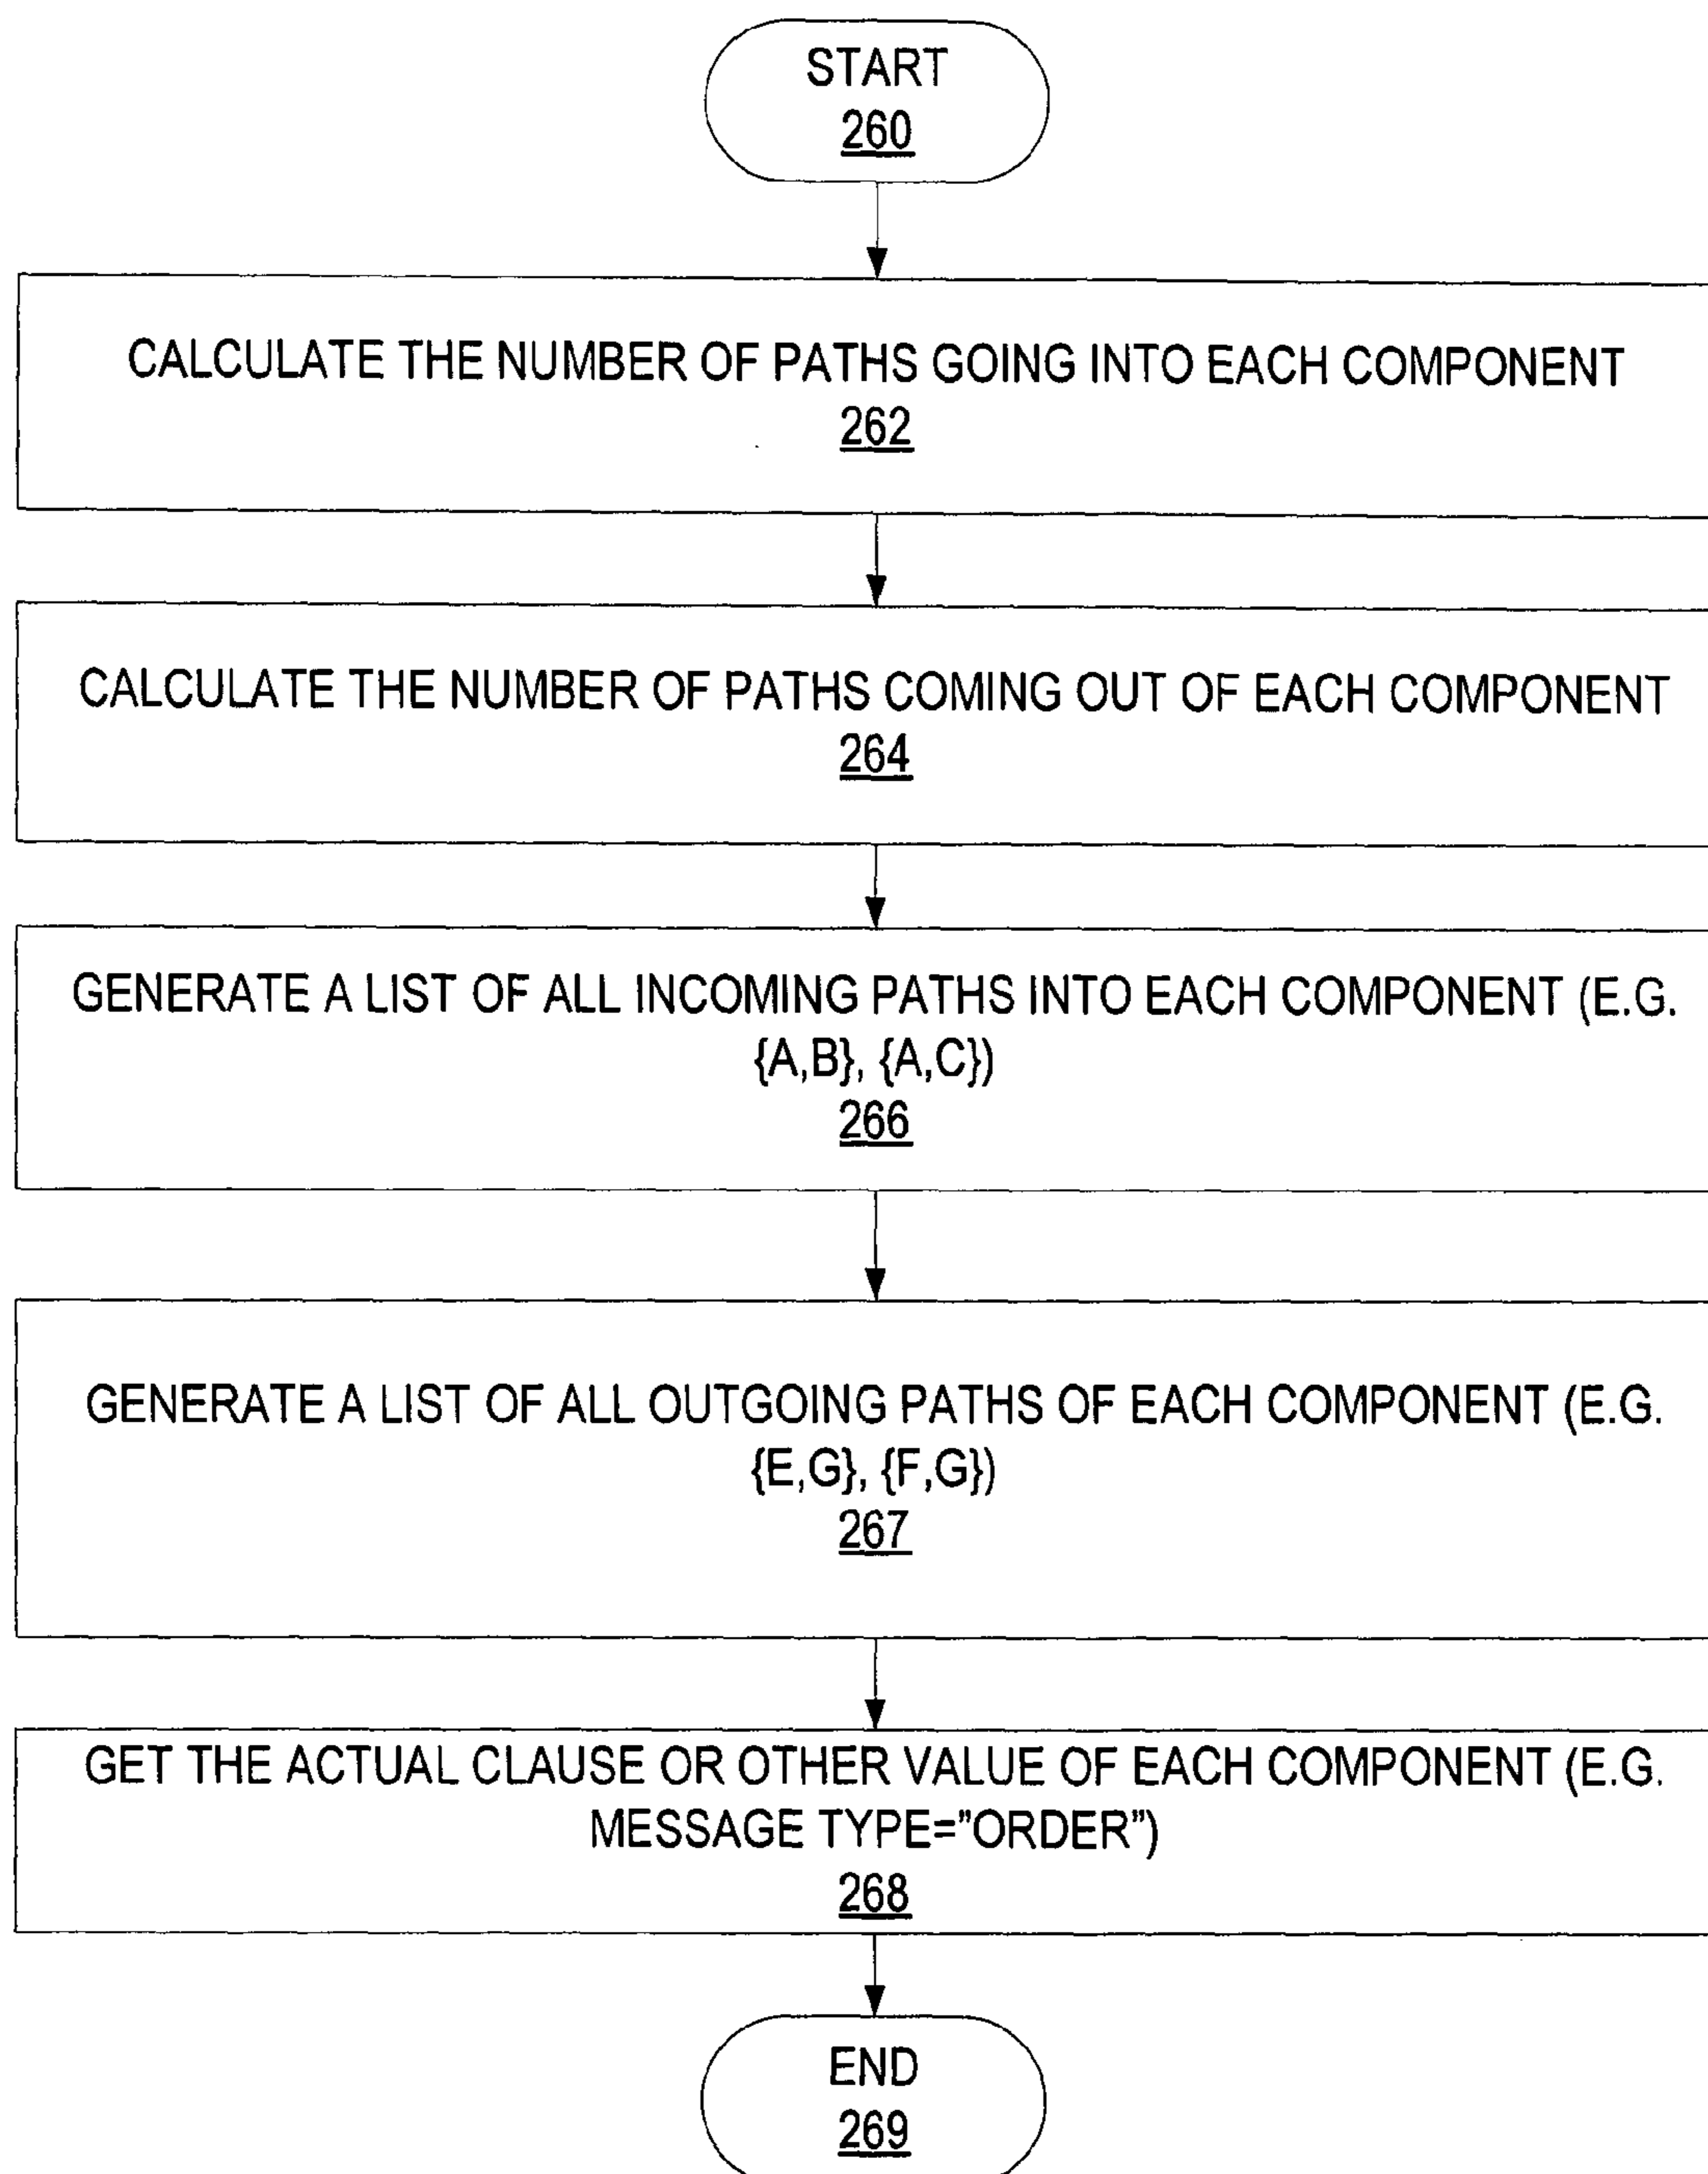 START
260
CALCULATE THE NUMBER OF PATHS GOING INTO EACH COMPONENT
262
CALCULATE THE NUMBER OF PATHS COMING OUT OF EACH COMPONENT
264
GENERATE A LIST OF ALL INCOMING PATHS INTO EACH COMPONENT (E.G.
{A,B}, {A,C})
266
GENERATE A LIST OF ALL OUTGOING PATHS OF EACH COMPONENT (E.G.
{E,G}, {F,G})
267
GET THE ACTUAL CLAUSE OR OTHER VALUE OF EACH COMPONENT (E.G.
MESSAGE TYPE=”ORDER”)
268
END
269